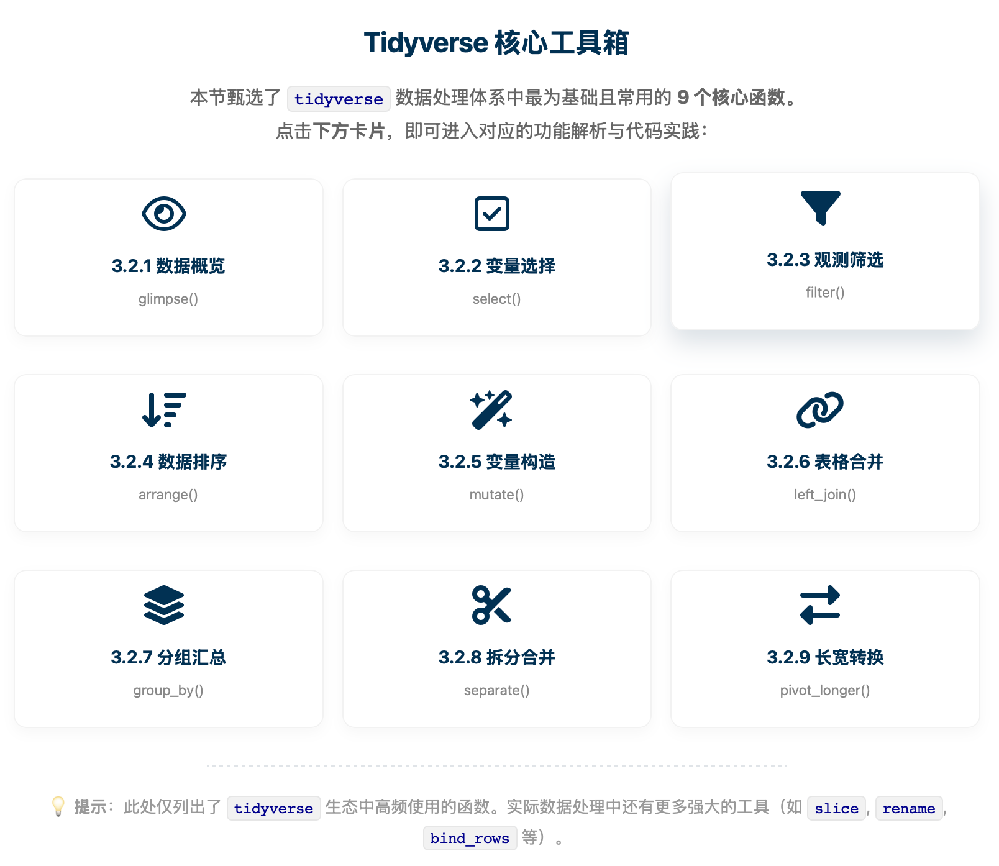 Tidyverse 核心工具箱
本节甄选了 tidyverse 数据处理体系中最为基础且常用的 9 个核心函数。
点击下方卡片，即可进入对应的功能解析与代码实践：
3.2.1 数据概览
glimpse()
3.2.2 变量选择
select()
3.2.3 观测筛选
filter()
3.2.4 数据排序
arrange()
3.2.5 变量构造
mutate()
3.2.6 表格合并
left_join()
3.2.7 分组汇总
group_by()
3.2.8 拆分合并
separate()
3.2.9 长宽转换
pivot_longer()
💡 提示：此处仅列出了 tidyverse 生态中高频使用的函数。实际数据处理中还有更多强大的工具（如 slice, rename,
bind_rows 等）。